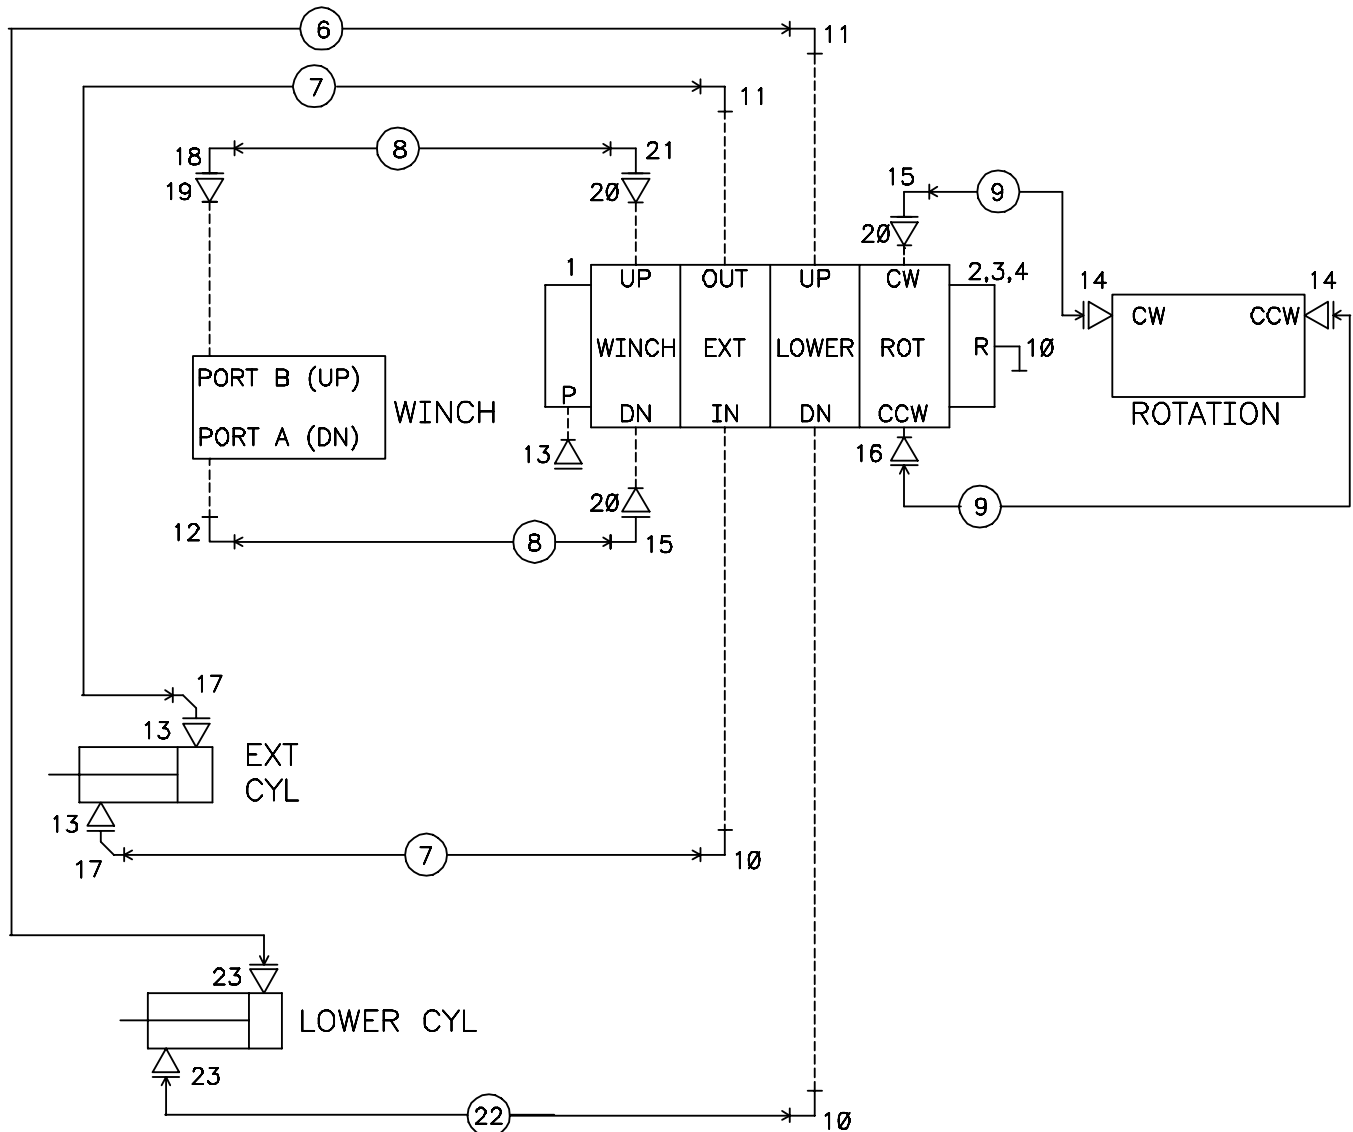 6
11
7
11
18
8
21
19
20
15
9
20
1
UP
OUT
UP
CW
2,3,4
14
14
CW
CCW
WINCH
EXT
LOWER
ROT
R
10
PORT B (UP)
P
DN
IN
DN
CCW
WINCH
ROTATION
PORT A (DN)
13
16
20
9
12
8
15
17
13
EXT
CYL
13
17
7
10
23
LOWER CYL
23
22
10